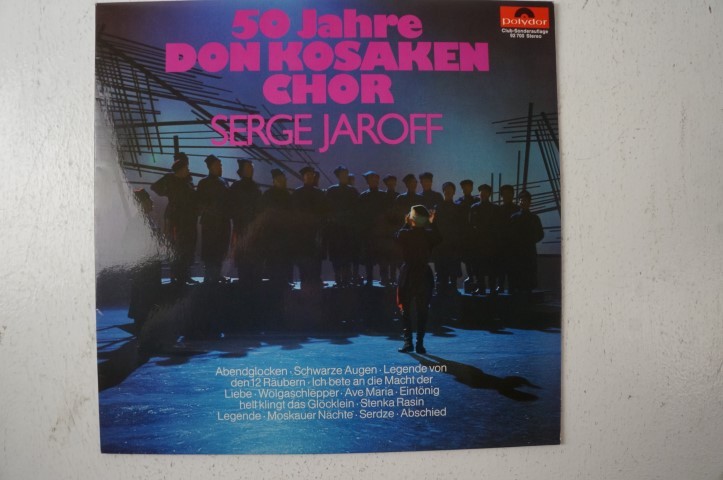 50 Jahre
DON KOSAKEN
CHOR
SERGE JAROFF
polydor
Club-Sonderauflage
92 709 Stereo
Abendglocken · Schwarze Augen · Legende von
den 12 Räubern · Ich bete an die Macht der
Liebe · Wolgaschlepper · Ave Maria · Eintönig
hell klingt das Glöcklein · Stenka Rasin
Legende · Moskauer Nächte · Serdze · Abschied